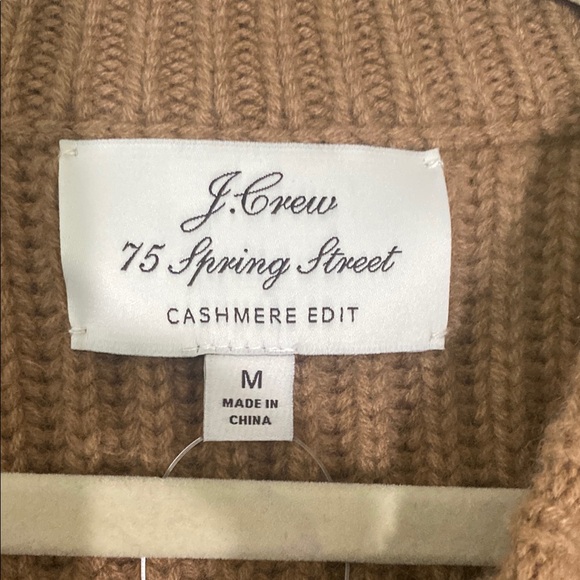 J.Crew
75 Spring Street
CASHMERE EDIT
M
MADE IN
CHINA